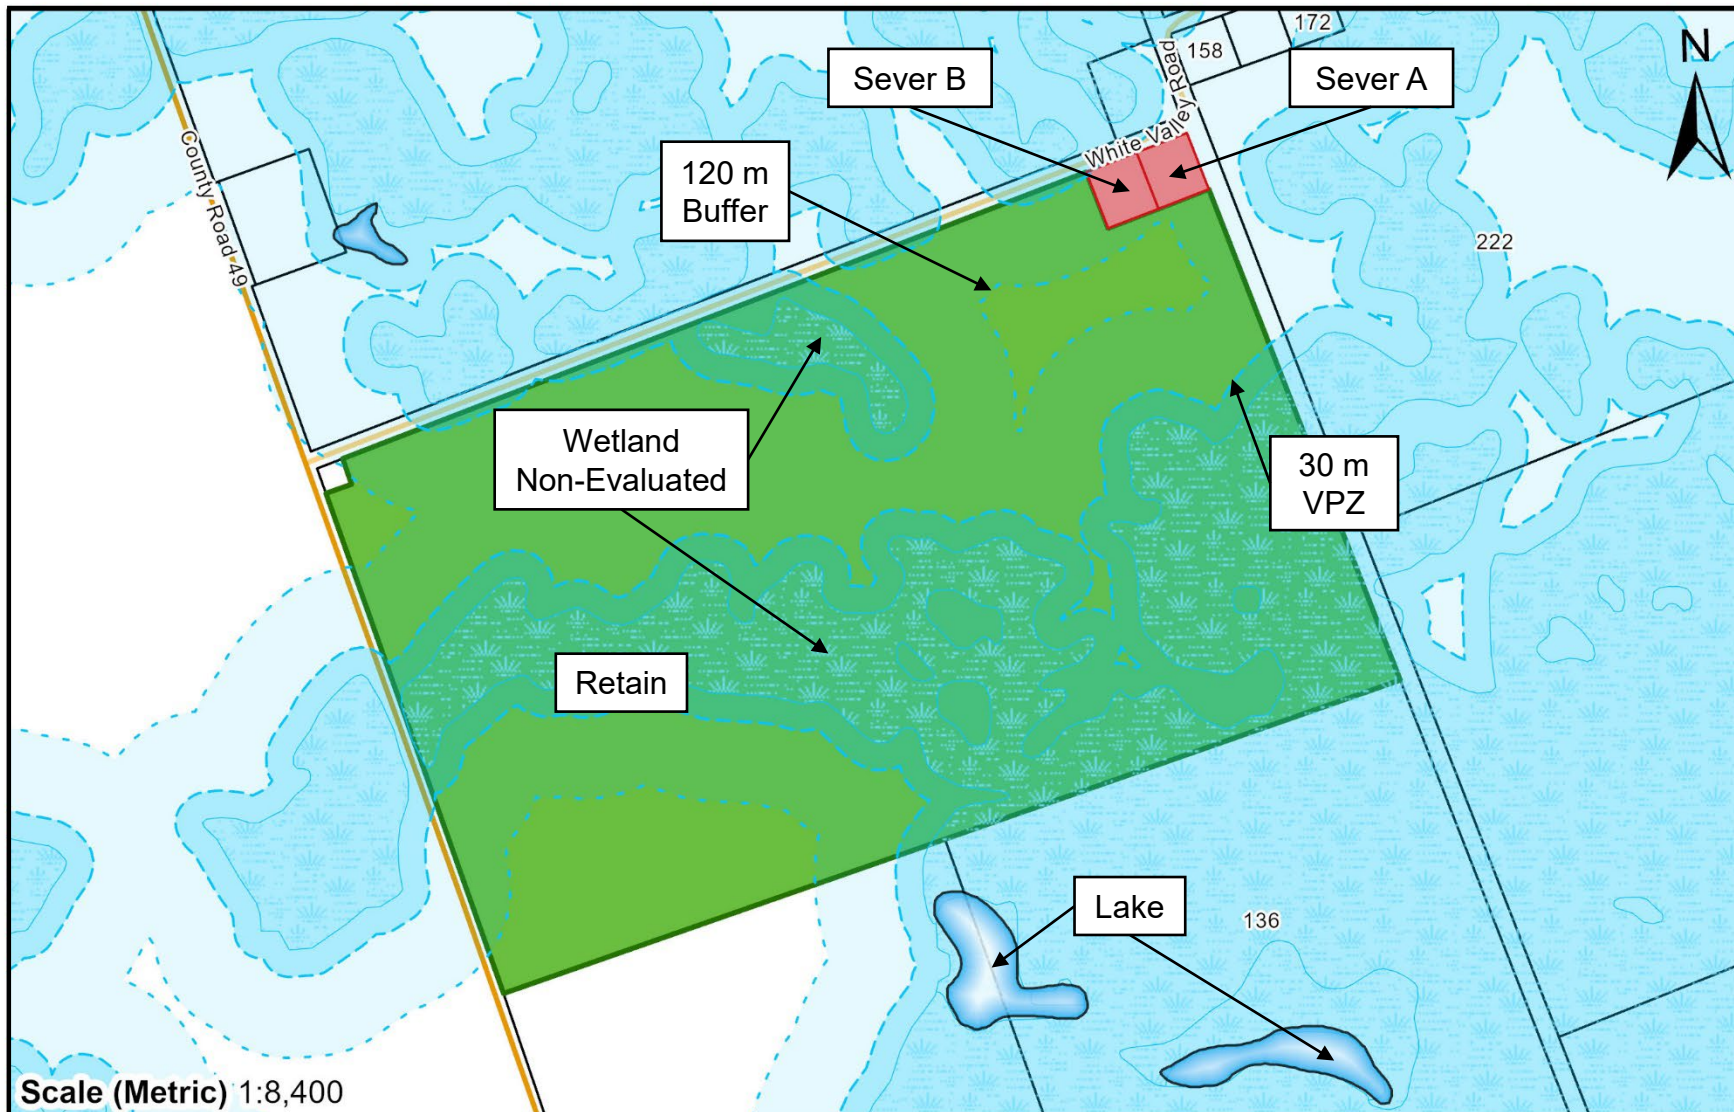 172
158
N
Sever B
Sever A
White Valley Road
County Road 49
120 m
Buffer
222
Wetland
Non-Evaluated
30 m
VPZ
Retain
Lake
136
Scale (Metric) 1:8,400